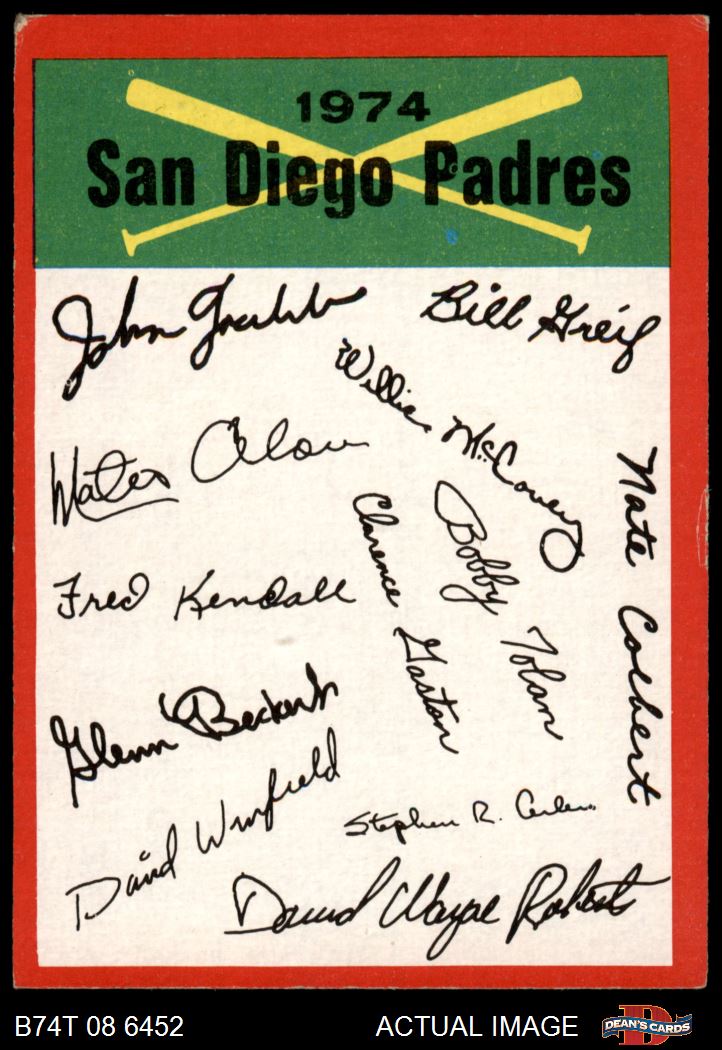 1974
San Diego Padres
John Grubb
Bill Greif
Willie McCovey
Mateo Alou
Nate Colbert
Clarence Gaston
Bobby Tolan
Fred Kendall
Glenn Beckert
David Winfield
Stephen R. Arlin
David Wayne Roberts
B74T 08 6452
ACTUAL IMAGE
D
DEAN'S CARDS